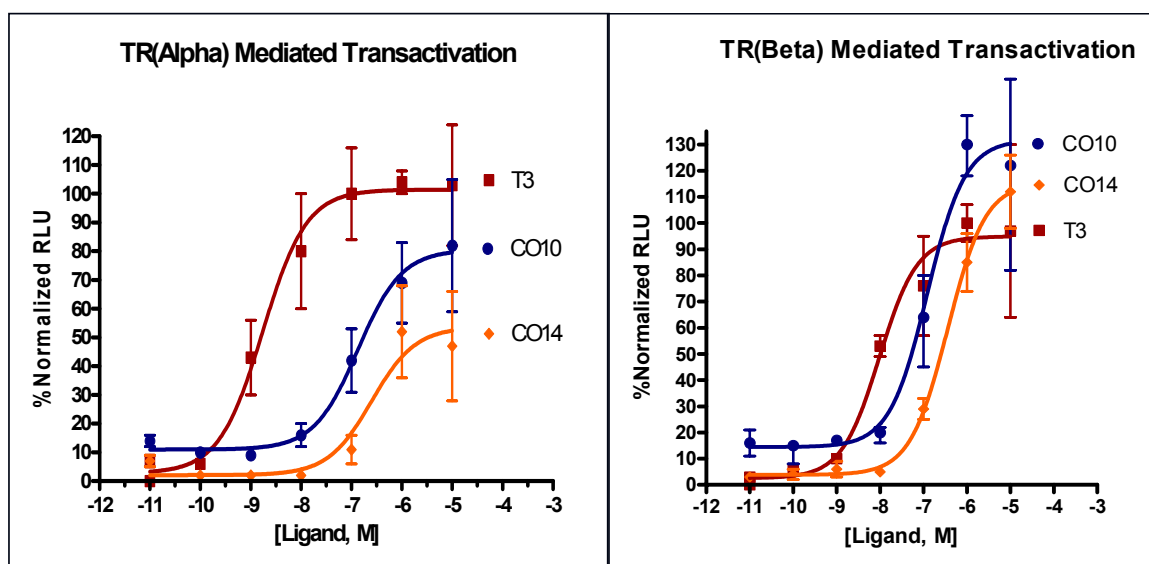 TR(Alpha) Mediated Transactivation
%Normalized RLU
120
110
100
90
80
70
60
50
40
30
20
10
0
-12 -11 -10 -9 -8 -7 -6 -5 -4 -3
[Ligand, M]
T3
CO10
CO14
TR(Beta) Mediated Transactivation
%Normalized RLU
130
120
110
100
90
80
70
60
50
40
30
20
10
0
-12 -11 -10 -9 -8 -7 -6 -5 -4 -3
[Ligand, M]
CO10
CO14
T3